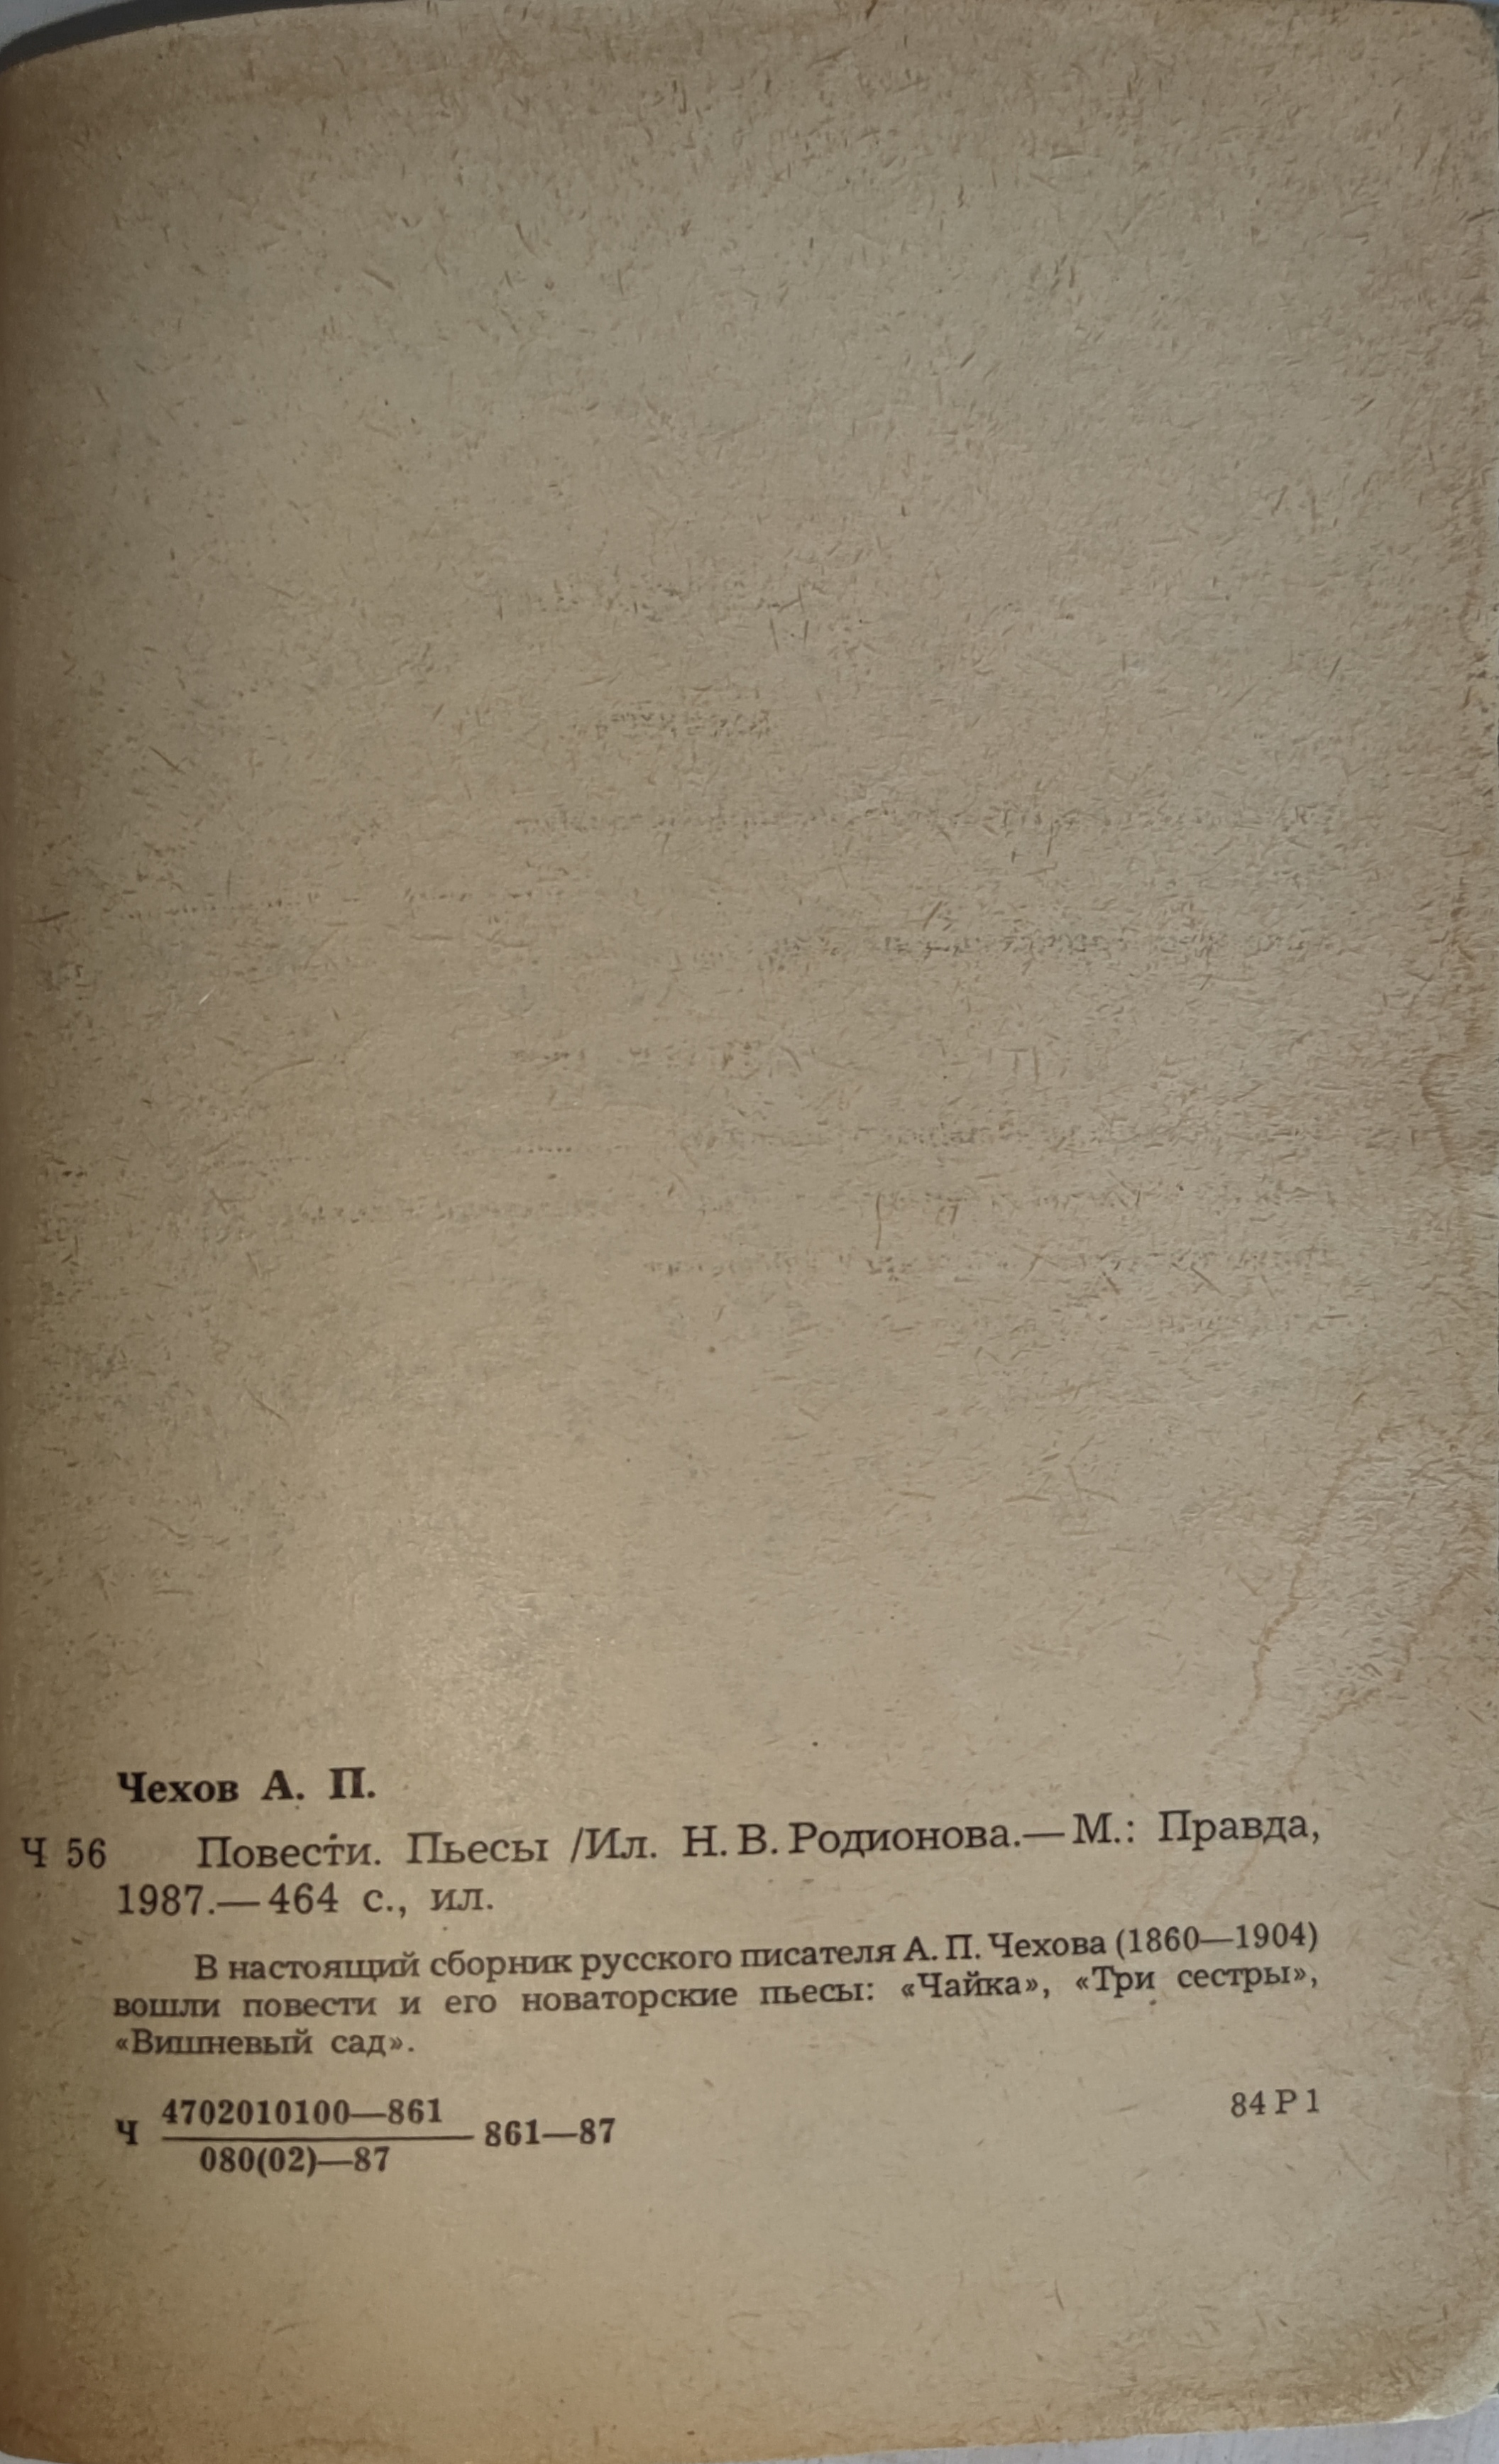 Чехов А. П.
Ч 56 Повести. Пьесы /Ил. Н. В. Родионова.— М.: Правда,
1987.— 464 с., ил.
В настоящий сборник русского писателя А. П. Чехова (1860—1904)
вошли повести и его новаторские пьесы: «Чайка», «Три сестры»,
«Вишневый сад».
4702010100—861
Ч 861—87 84 Р 1
080(02)—87